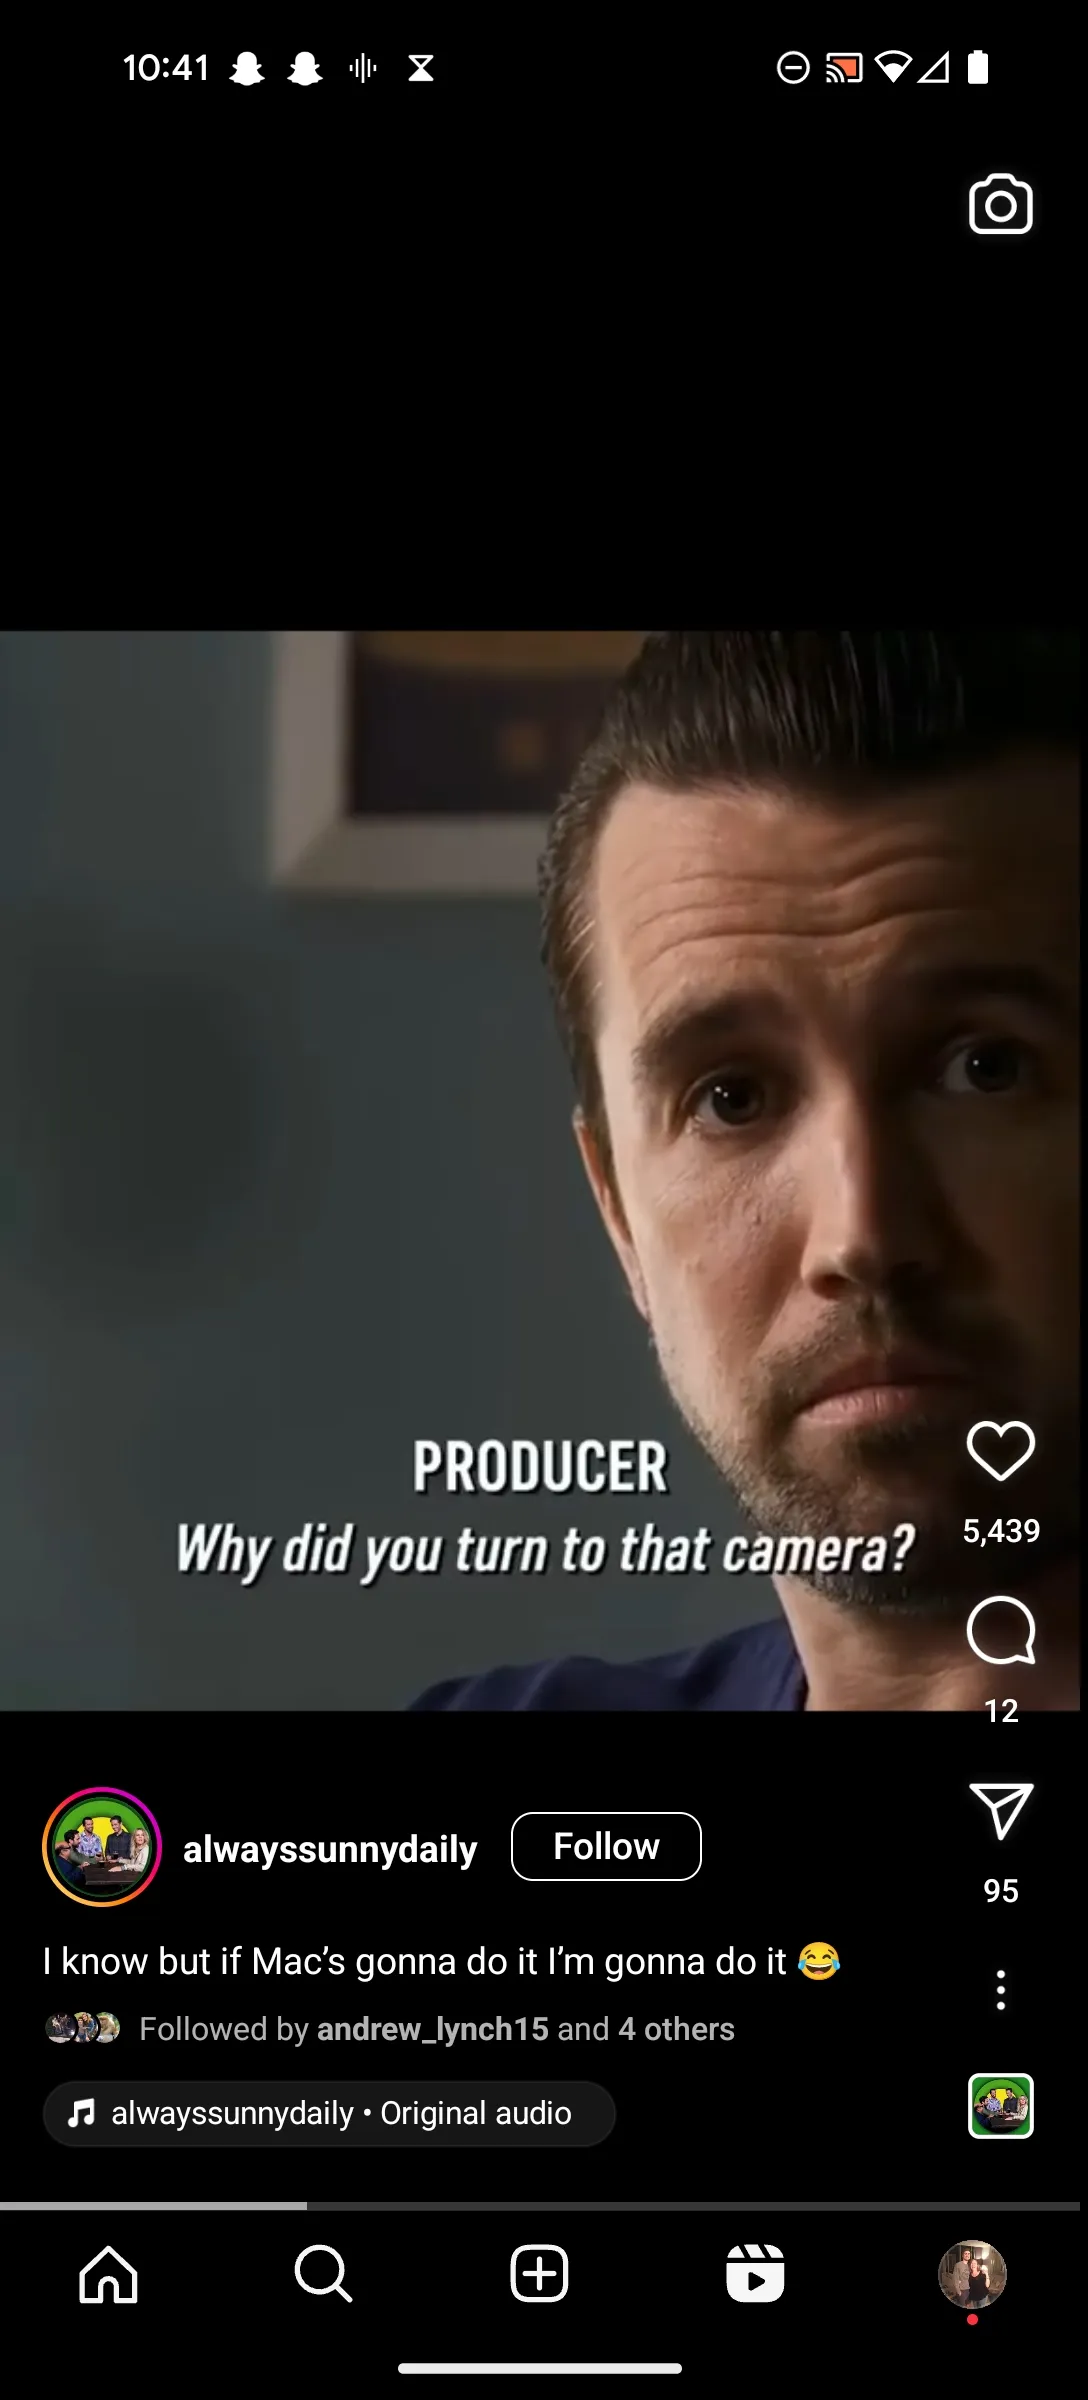 10:41
PRODUCER
Why did you turn to that camera?
5,439
12
alwayssunnydaily
Follow
95
I know but if Mac’s gonna do it I’m gonna do it 😂
Followed by andrew_lynch15 and 4 others
alwayssunnydaily • Original audio